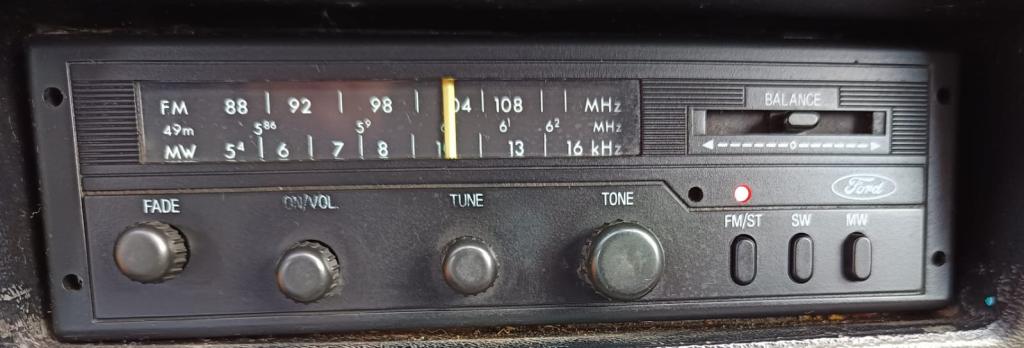 FM 88 92 98 04 108 MHz
49m 5⁸⁶ 5⁹ 6¹ 6² MHz
MW 5⁴ 6 7 8 13 16 kHz
BALANCE
Ford
FADE ON/VOL. TUNE TONE
FM/ST SW MW